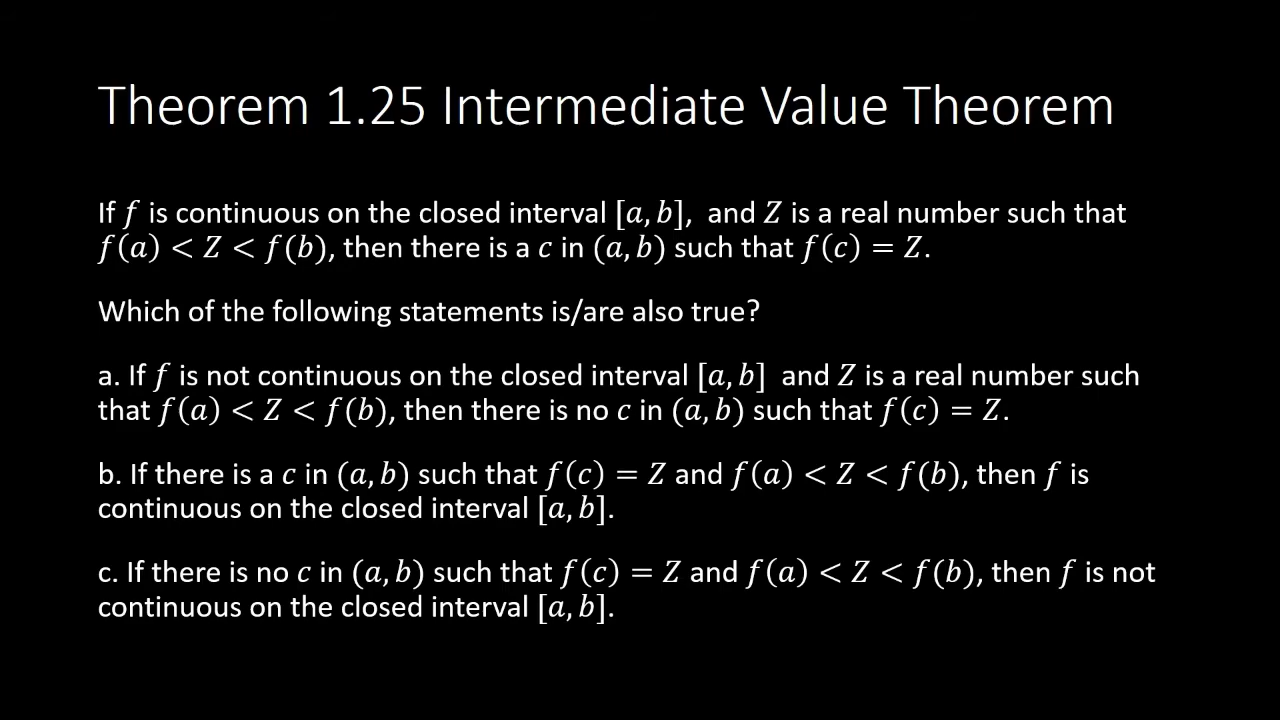 Theorem 1.25 Intermediate Value Theorem
If f is continuous on the closed interval [a, b],  and Z is a real number such that
f(a) < Z < f(b), then there is a c in (a, b) such that f(c) = Z.
Which of the following statements is/are also true?
a. If f is not continuous on the closed interval [a, b]  and Z is a real number such
that f(a) < Z < f(b), then there is no c in (a, b) such that f(c) = Z.
b. If there is a c in (a, b) such that f(c) = Z and f(a) < Z < f(b), then f is
continuous on the closed interval [a, b].
c. If there is no c in (a, b) such that f(c) = Z and f(a) < Z < f(b), then f is not
continuous on the closed interval [a, b].